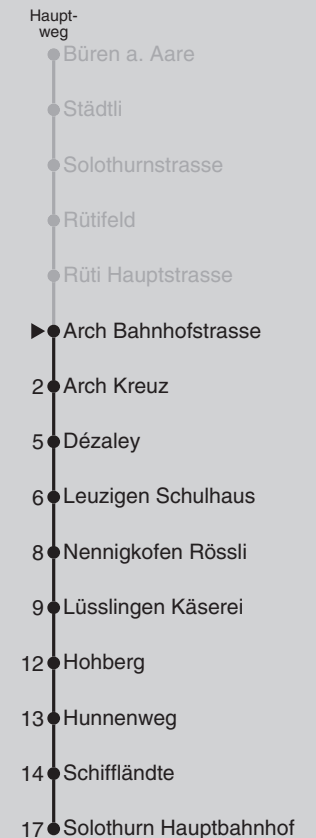 Haupt-
weg
Büren a. Aare
Städtli
Solothurnstrasse
Rütifeld
Rüti Hauptstrasse
Arch Bahnhofstrasse
2 Arch Kreuz
5 Dézaley
6 Leuzigen Schulhaus
8 Nennigkofen Rössli
9 Lüsslingen Käserei
12 Hohberg
13 Hunnenweg
14 Schiffländte
17 Solothurn Hauptbahnhof